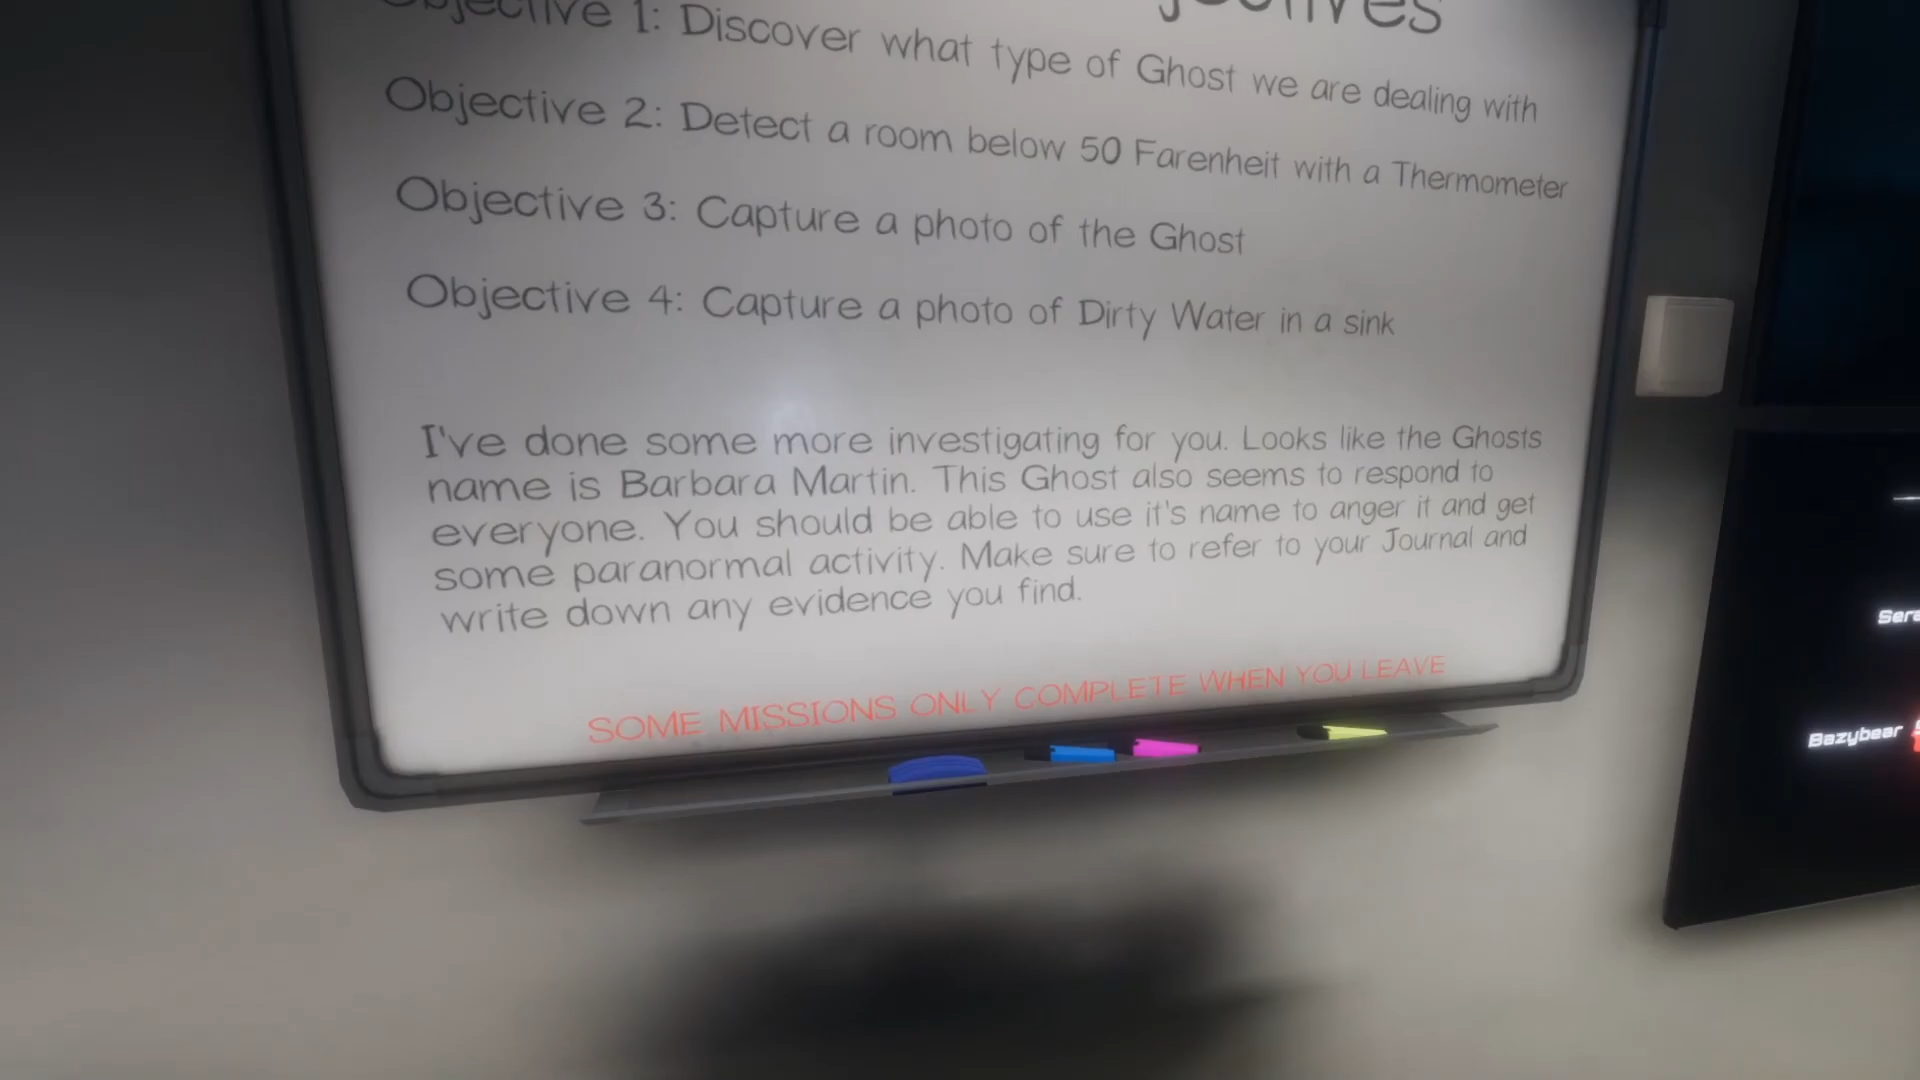 Objective 1: Discover what type of Ghost we are dealing with
Objective 2: Detect a room below 50 Farenheit with a Thermometer
Objective 3: Capture a photo of the Ghost
Objective 4: Capture a photo of Dirty Water in a sink
I've done some more investigating for you. Looks like the Ghosts
name is Barbara Martin. This Ghost also seems to respond to
everyone. You should be able to use it's name to anger it and get
some paranormal activity. Make sure to refer to your Journal and
write down any evidence you find.
SOME MISSIONS ONLY COMPLETE WHEN YOU LEAVE
Bazybear